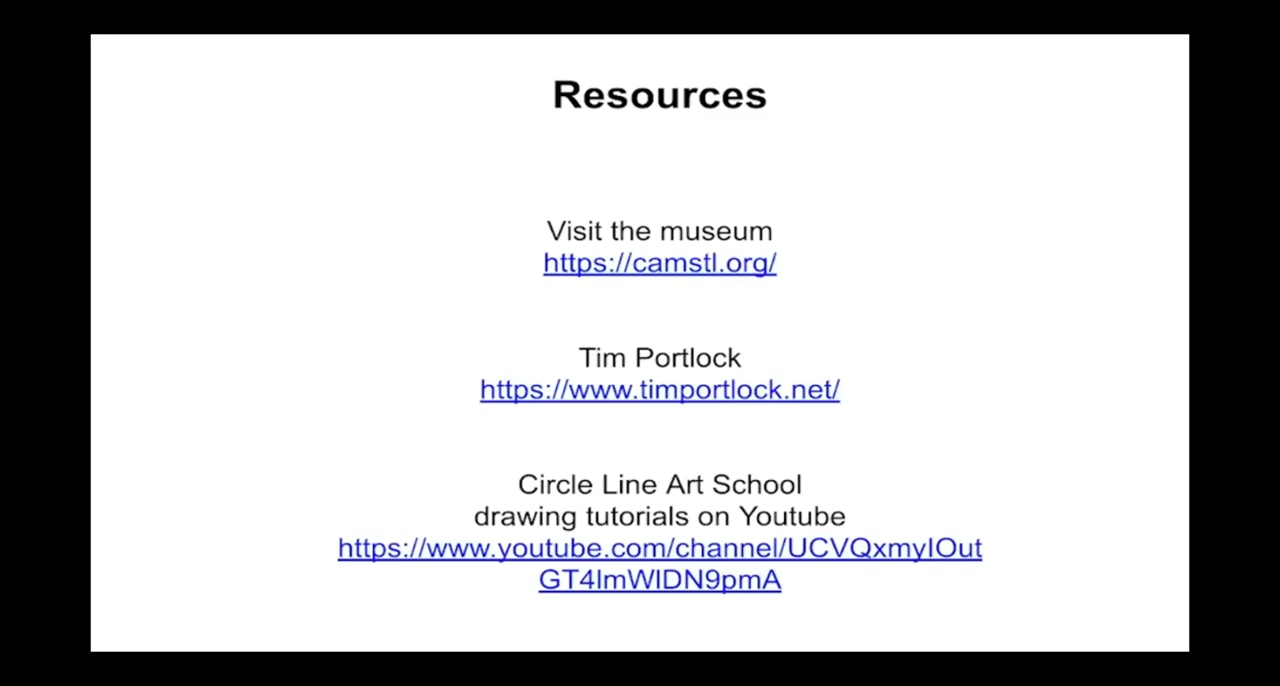 Resources
Visit the museum
https://camstl.org/
Tim Portlock
https://www.timportlock.net/
Circle Line Art School
drawing tutorials on Youtube
https://www.youtube.com/channel/UCVQxmyIOut
GT4lmWlDN9pmA